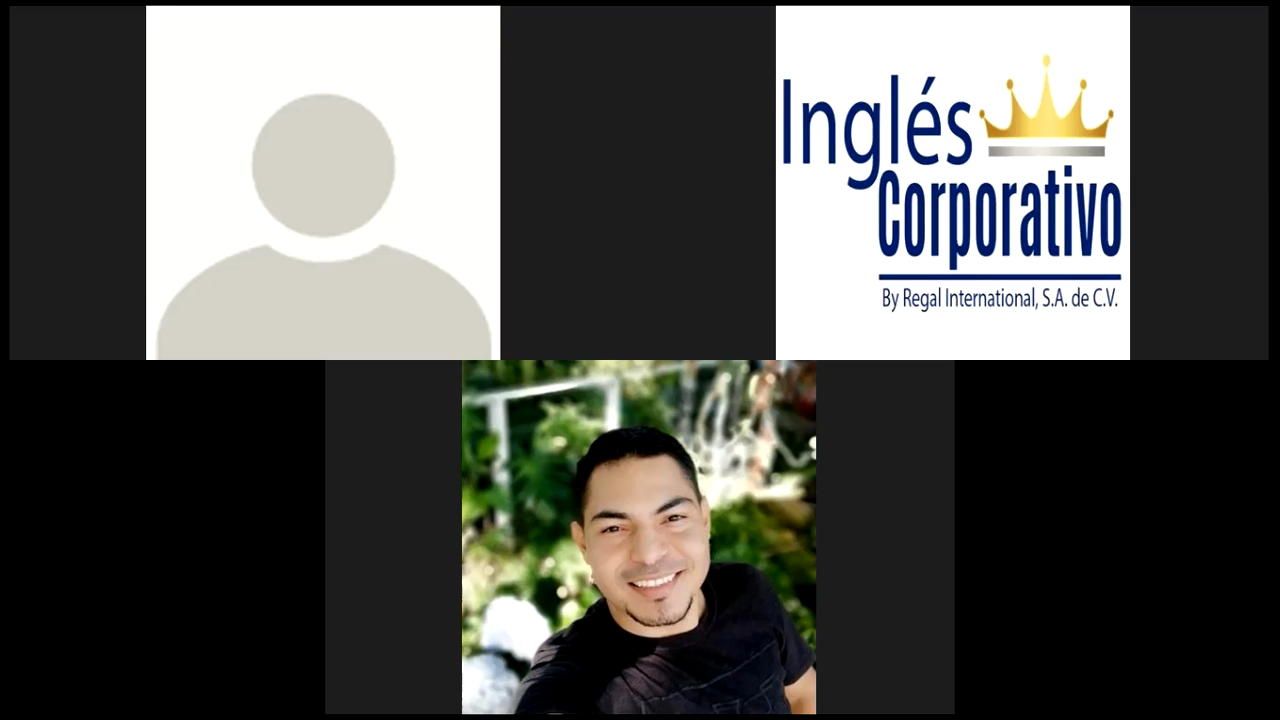 Inglés
Corporativo
By Regal International, S.A. de C.V.